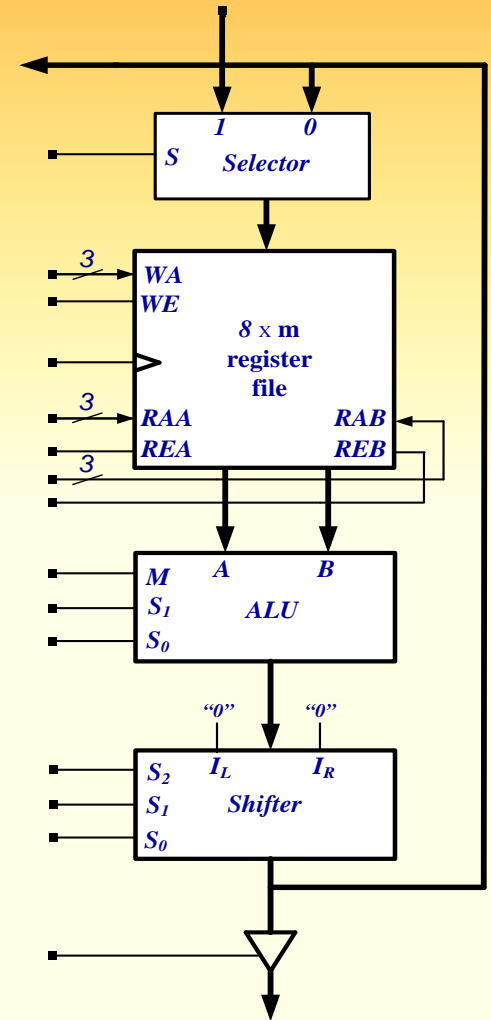 1 0
S Selector
3
WA
WE
8 x m
register
file
3
RAA RAB
REA REB
3
M A B
S1 ALU
S0
“0” “0”
S2 IL IR
S1 Shifter
S0